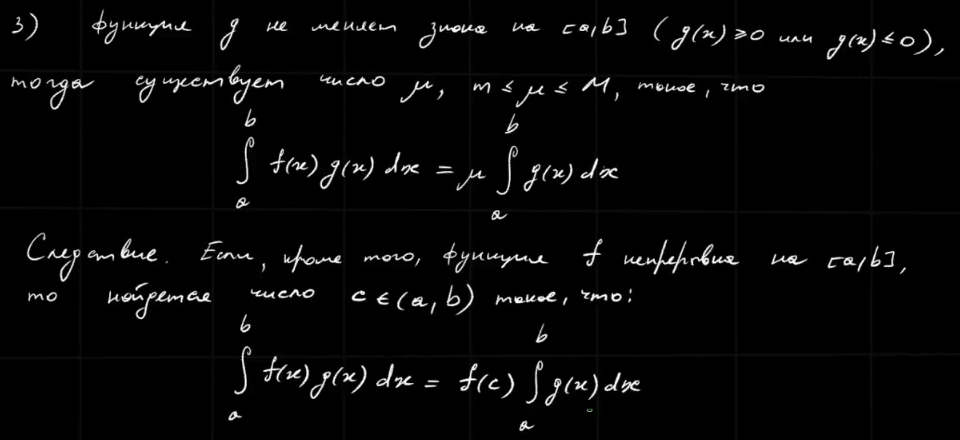 3) функция g не меняет знака на [a,b] (g(x)≥0 или g(x)≤0),
тогда существует число μ, m ≤ μ ≤ M, такое, что
∫_a^b f(x)g(x)dx = μ ∫_a^b g(x)dx
Следствие. Если, кроме того, функция f непрерывна на [a,b],
то найдется число c ∈ (a, b) такое, что:
∫_a^b f(x)g(x)dx = f(c) ∫_a^b g(x)dx